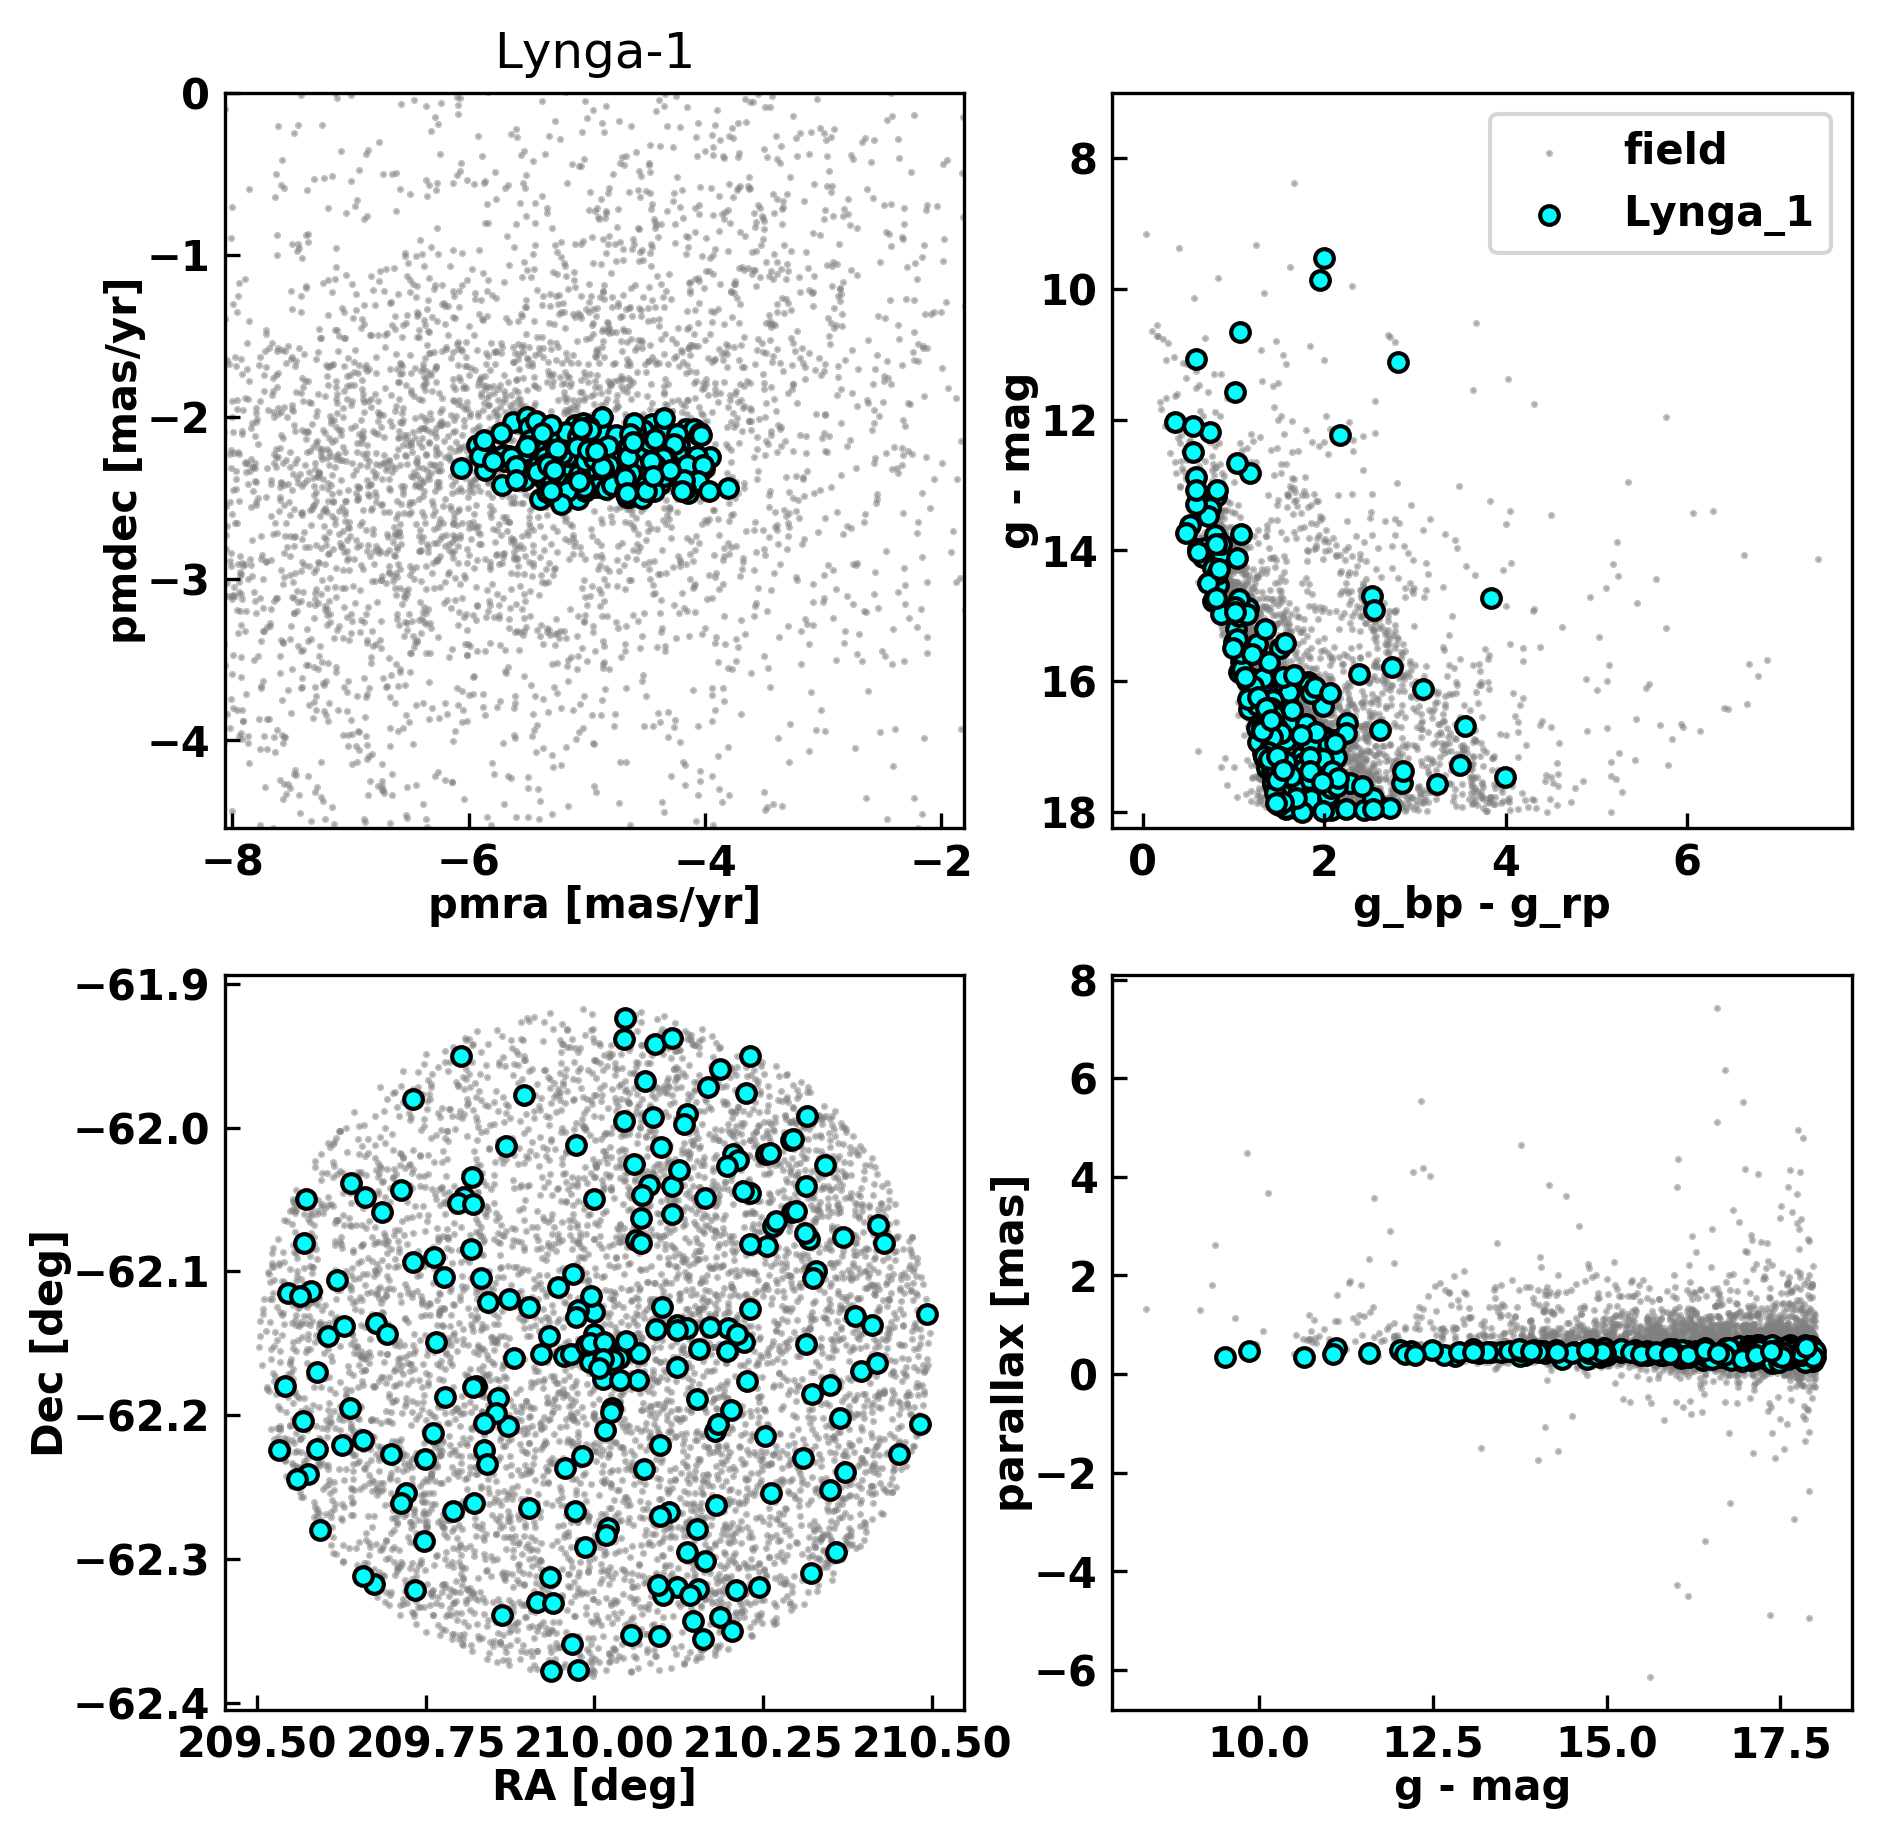 Lynga-1
0
−1
−2
−3
−4
pmdec [mas/yr]
−8 −6 −4 −2
pmra [mas/yr]
8
10
12
14
16
18
g - mag
field
Lynga_1
0 2 4 6
g_bp - g_rp
−61.9
−62.0
−62.1
−62.2
−62.3
−62.4
Dec [deg]
209.50 209.75 210.00 210.25 210.50
RA [deg]
8
6
4
2
0
−2
−4
−6
parallax [mas]
10.0 12.5 15.0 17.5
g - mag